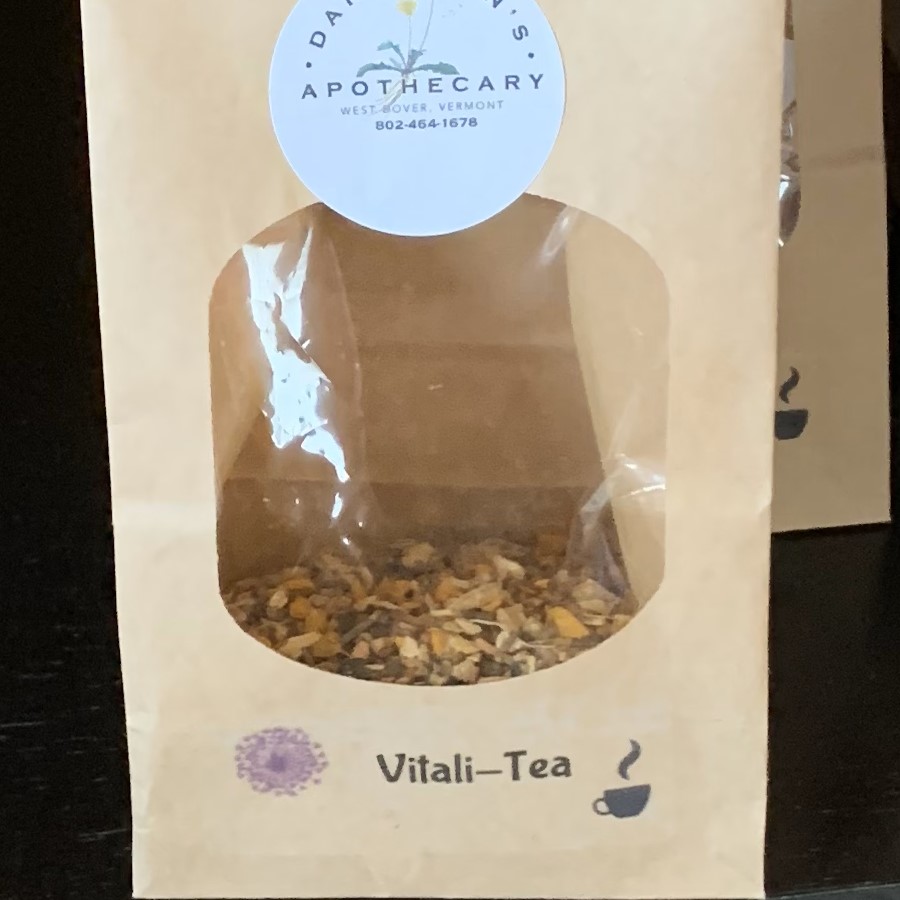 APOTHECARY
WEST DOVER, VERMONT
802-464-1678
Vitali–Tea